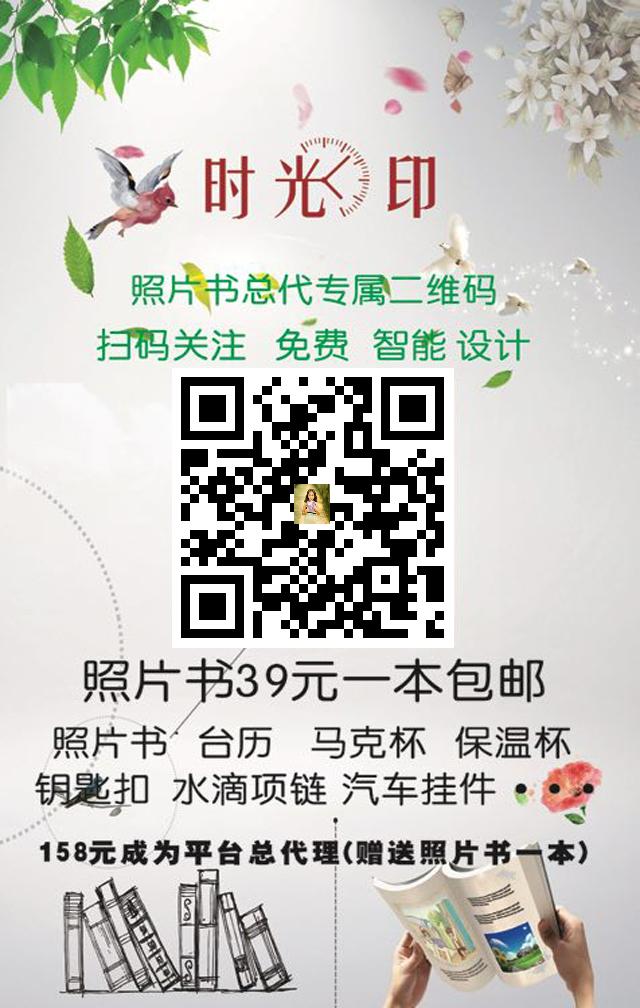 时光印
照片书总代专属二维码
扫码关注 免费 智能 设计
照片书39元一本包邮
照片书 台历 马克杯 保温杯
钥匙扣 水滴项链 汽车挂件
158元成为平台总代理(赠送照片书一本)